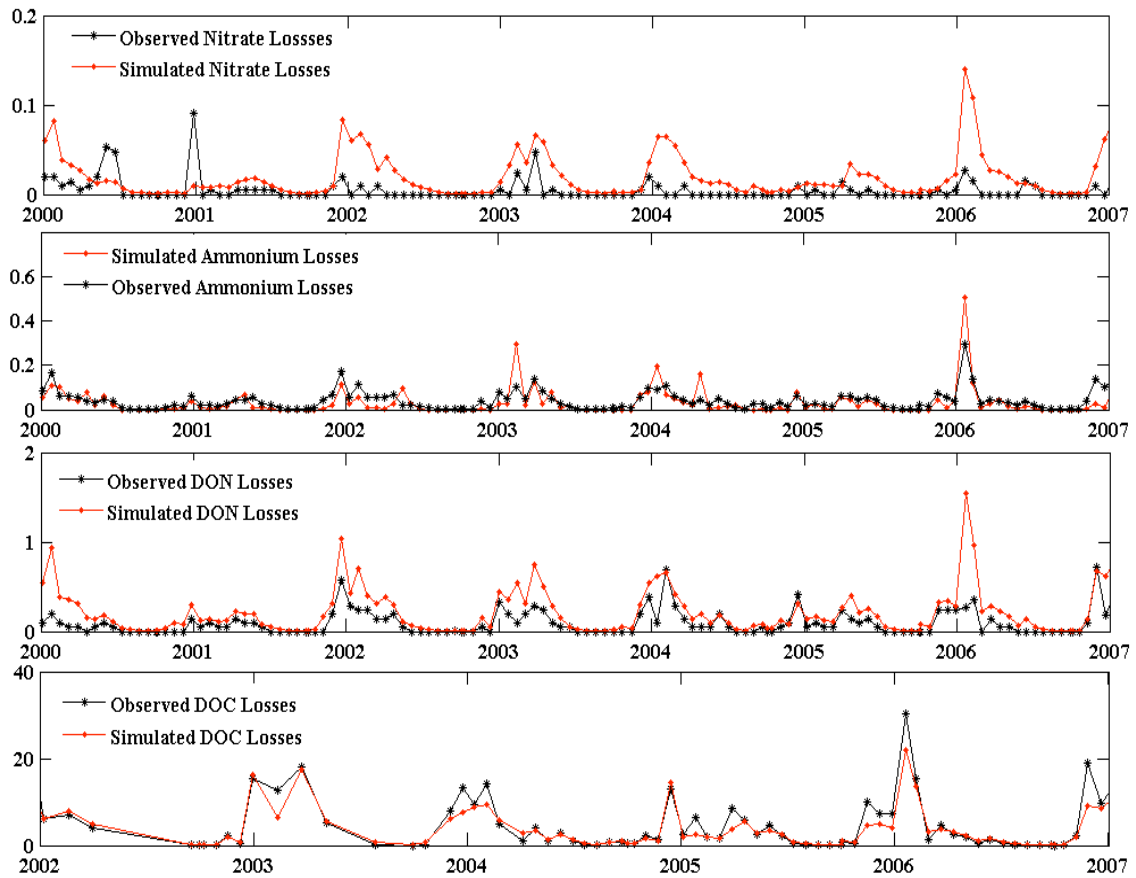 0.2
Observed Nitrate Lossses
Simulated Nitrate Losses
0.1
0
2000 2001 2002 2003 2004 2005 2006 2007
Simulated Ammonium Losses
0.6
Observed Ammonium Losses
0.4
0.2
0
2000 2001 2002 2003 2004 2005 2006 2007
2
Observed DON Losses
Simulated DON Losses
1
0
2000 2001 2002 2003 2004 2005 2006 2007
40
Observed DOC Losses
Simulated DOC Losses
20
0
2002 2003 2004 2005 2006 2007